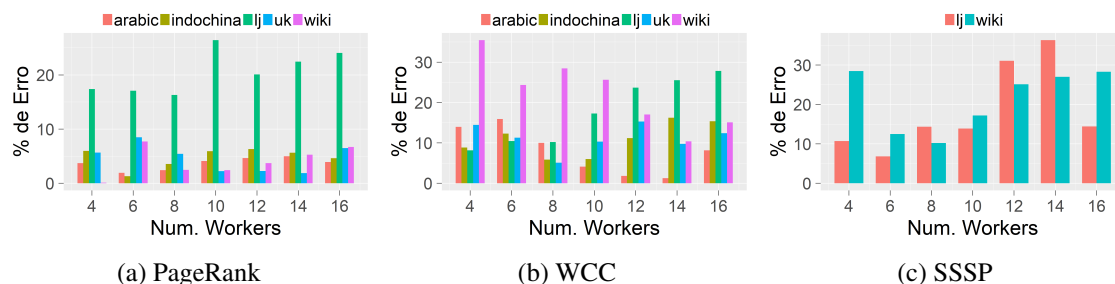 arabic indochina lj uk wiki
% de Erro
20
10
0
4 6 8 10 12 14 16
Num. Workers
(a) PageRank
arabic indochina lj uk wiki
% de Erro
30
20
10
0
4 6 8 10 12 14 16
Num. Workers
(b) WCC
lj wiki
% de Erro
30
20
10
0
4 6 8 10 12 14 16
Num. Workers
(c) SSSP